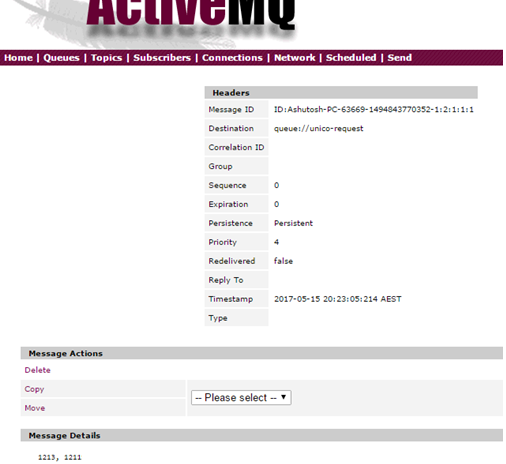 ActiveMQ
Home | Queues | Topics | Subscribers | Connections | Network | Scheduled | Send
Headers
Message ID ID:Ashutosh-PC-63669-1494843770352-1:2:1:1:1
Destination queue://unico-request
Correlation ID
Group
Sequence 0
Expiration 0
Persistence Persistent
Priority 4
Redelivered false
Reply To
Timestamp 2017-05-15 20:23:05:214 AEST
Type
Message Actions
Delete
Copy
-- Please select --
Move
Message Details
1213, 1211